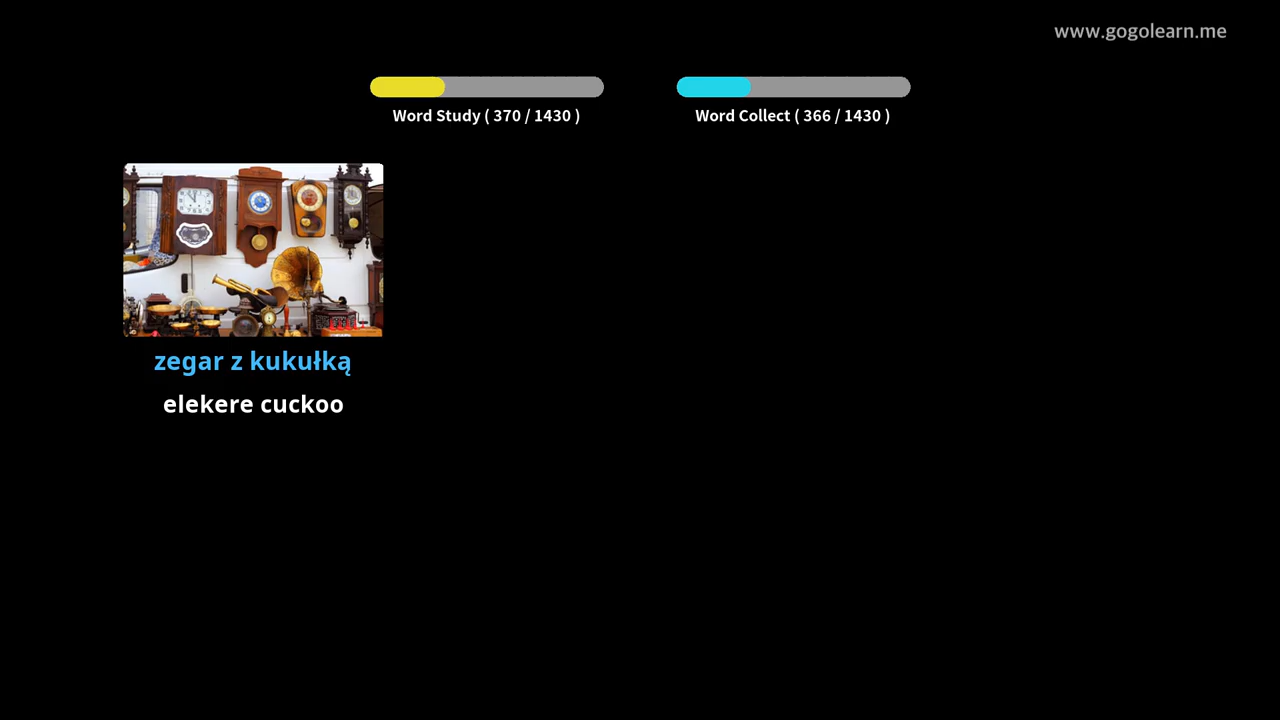 www.gogolearn.me
Word Study ( 370 / 1430 )
Word Collect ( 366 / 1430 )
zegar z kukułką
elekere cuckoo